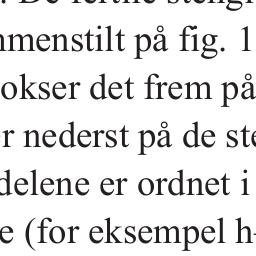 . De fertile stengl
mmenstilt på fig. 1
okser det frem på
r nederst på de ste
delene er ordnet i
e (for eksempel h-